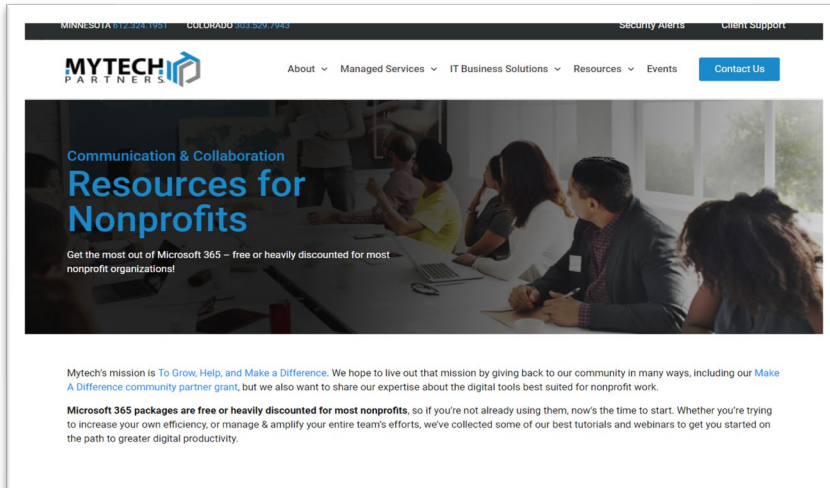 MINNESOTA 612.324.1951 COLORADO 303.529.7943 Security Alerts Client Support
MYTECH
PARTNERS
About Managed Services IT Business Solutions Resources Events Contact Us
Communication & Collaboration
Resources for
Nonprofits
Get the most out of Microsoft 365 – free or heavily discounted for most
nonprofit organizations!
Mytech's mission is To Grow, Help, and Make a Difference. We hope to live out that mission by giving back to our community in many ways, including our Make
A Difference community partner grant, but we also want to share our expertise about the digital tools best suited for nonprofit work.
Microsoft 365 packages are free or heavily discounted for most nonprofits, so if you're not already using them, now's the time to start. Whether you're trying
to increase your own efficiency, or manage & amplify your entire team's efforts, we've collected some of our best tutorials and webinars to get you started on
the path to greater digital productivity.